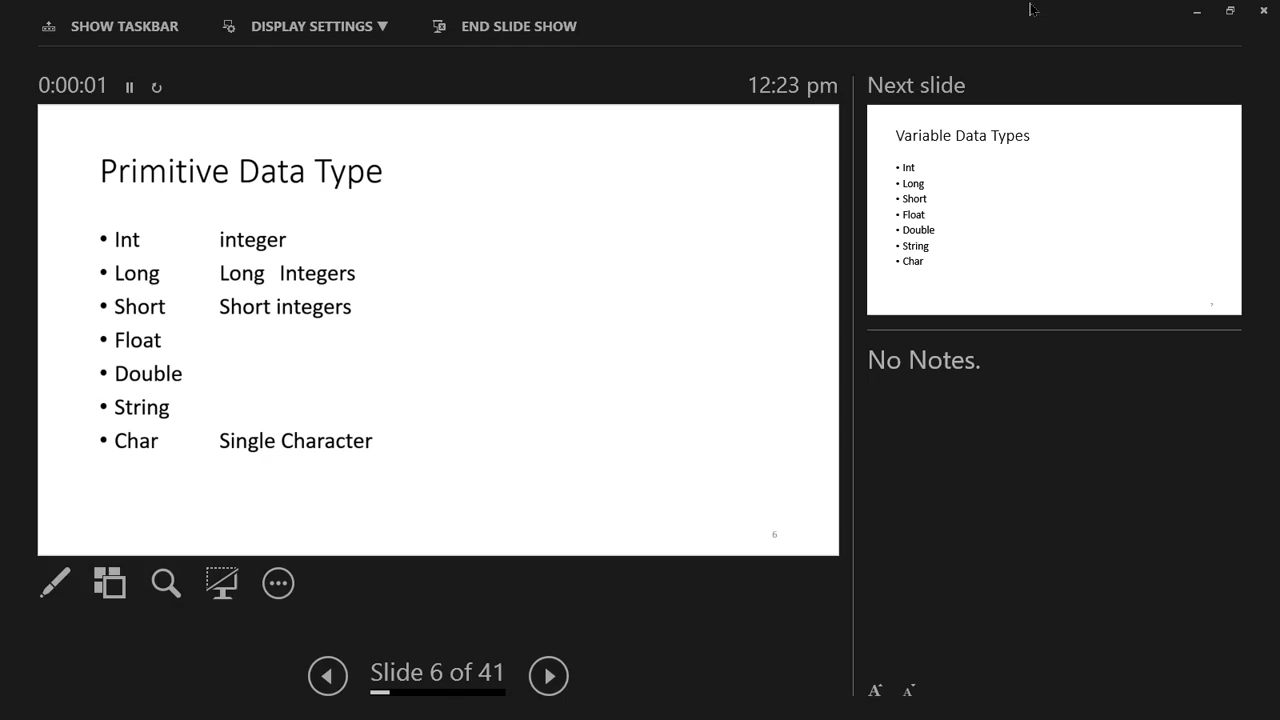 SHOW TASKBAR DISPLAY SETTINGS ▼ END SLIDE SHOW
0:00:01 12:23 pm
Primitive Data Type
• Int integer
• Long Long Integers
• Short Short integers
• Float
• Double
• String
• Char Single Character
6
Next slide
Variable Data Types
• Int
• Long
• Short
• Float
• Double
• String
• Char
7
No Notes.
Slide 6 of 41
A A